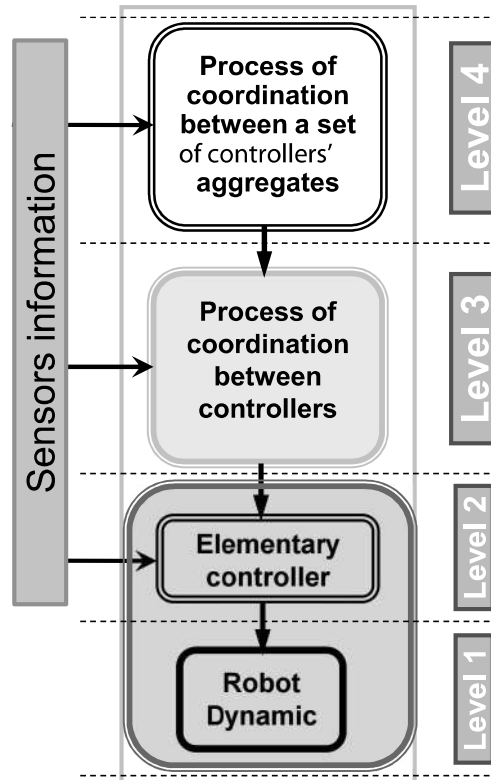 Sensors information
Process of
coordination
between a set
of controllers’
aggregates
Level 4
Process of
coordination
between
controllers
Level 3
Elementary
controller
Level 2
Robot
Dynamic
Level 1